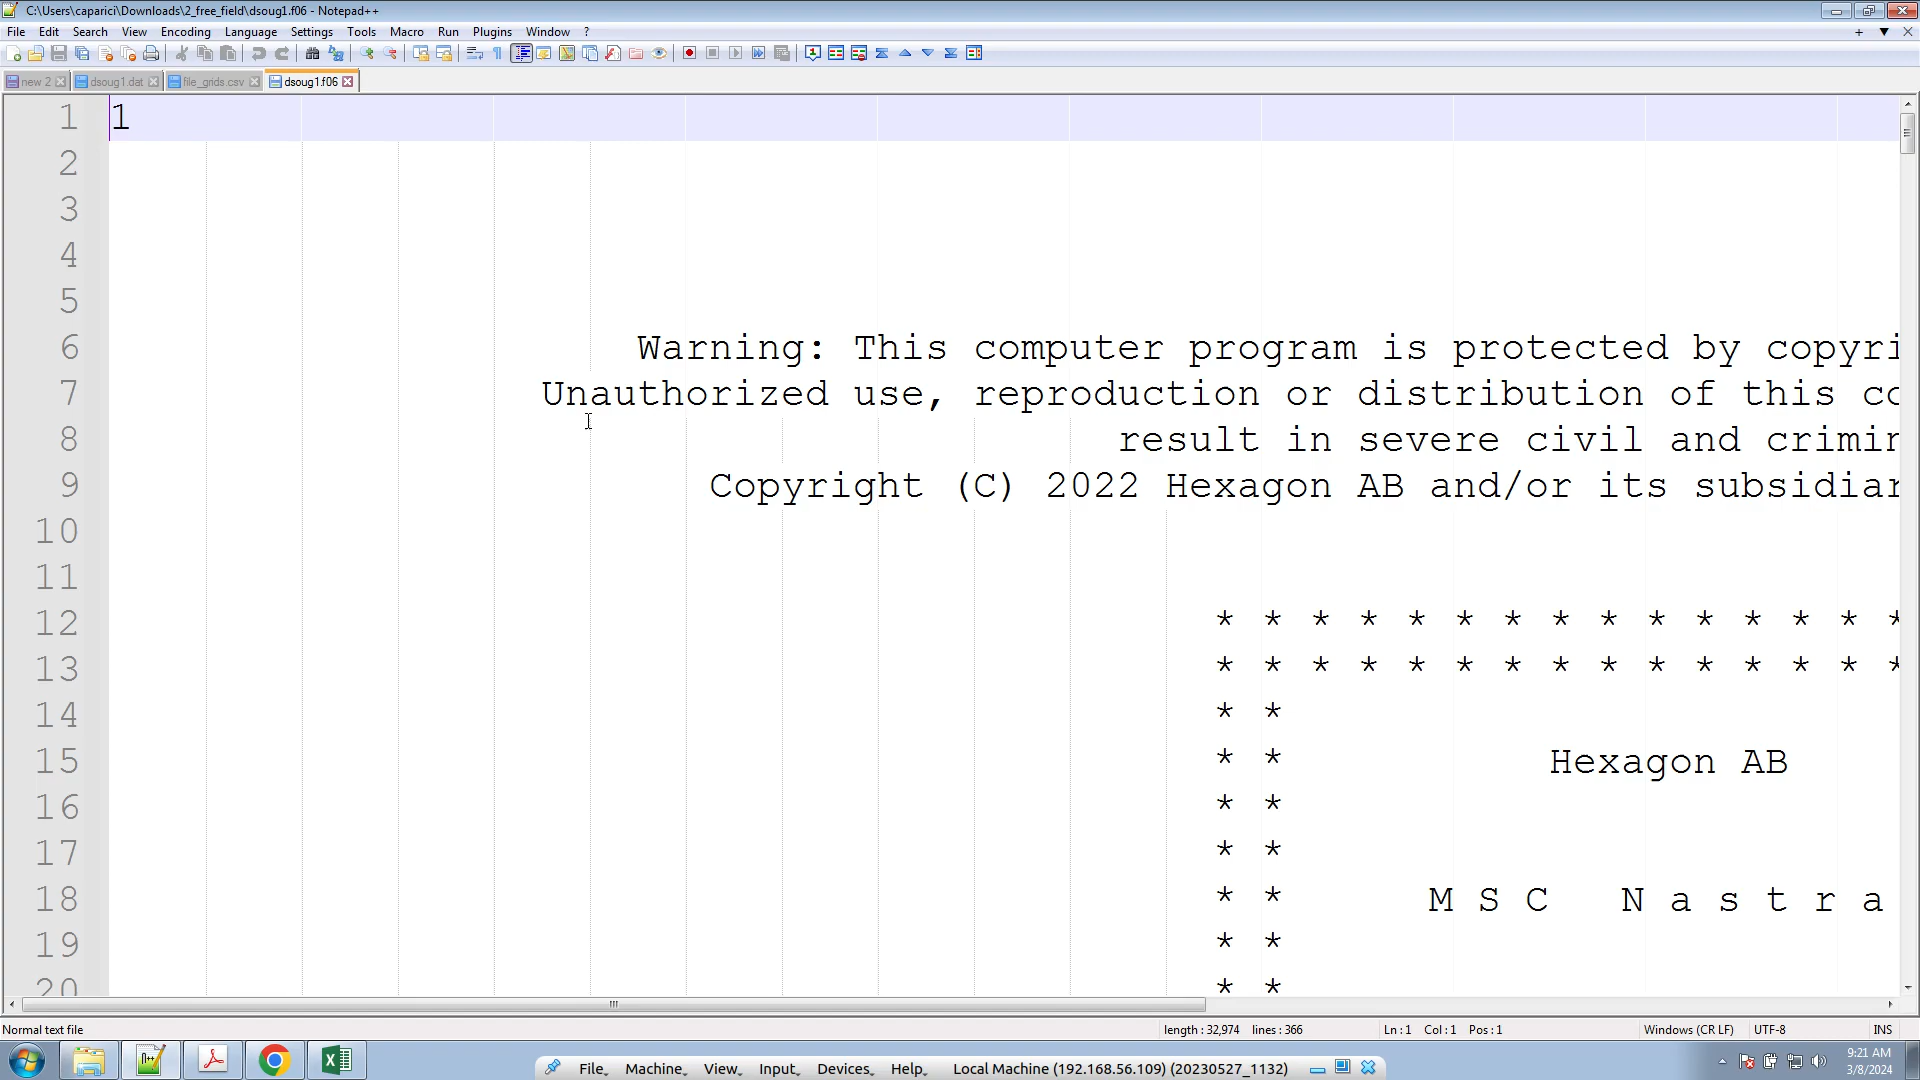 C:\Users\caparici\Downloads\2_free_field\dsoug1.f06 - Notepad++
File Edit Search View Encoding Language Settings Tools Macro Run Plugins Window ?
new 2 dsoug1.dat file_grids.csv dsoug1.f06
1 1
2
3
4
5
6 Warning: This computer program is protected by copyri
7 Unauthorized use, reproduction or distribution of this co
8 result in severe civil and crimin
9 Copyright (C) 2022 Hexagon AB and/or its subsidiar
10
11
12 * * * * * * * * * * * * * * *
13 * * * * * * * * * * * * * * *
14 * *
15 * * Hexagon AB
16 * *
17 * *
18 * * M S C N a s t r a
19 * *
20 * *
Normal text file length : 32,974 lines : 366 Ln : 1 Col : 1 Pos : 1 Windows (CR LF) UTF-8 INS
File Machine View Input Devices Help Local Machine (192.168.56.109) (20230527_1132)
9:21 AM
3/8/2024